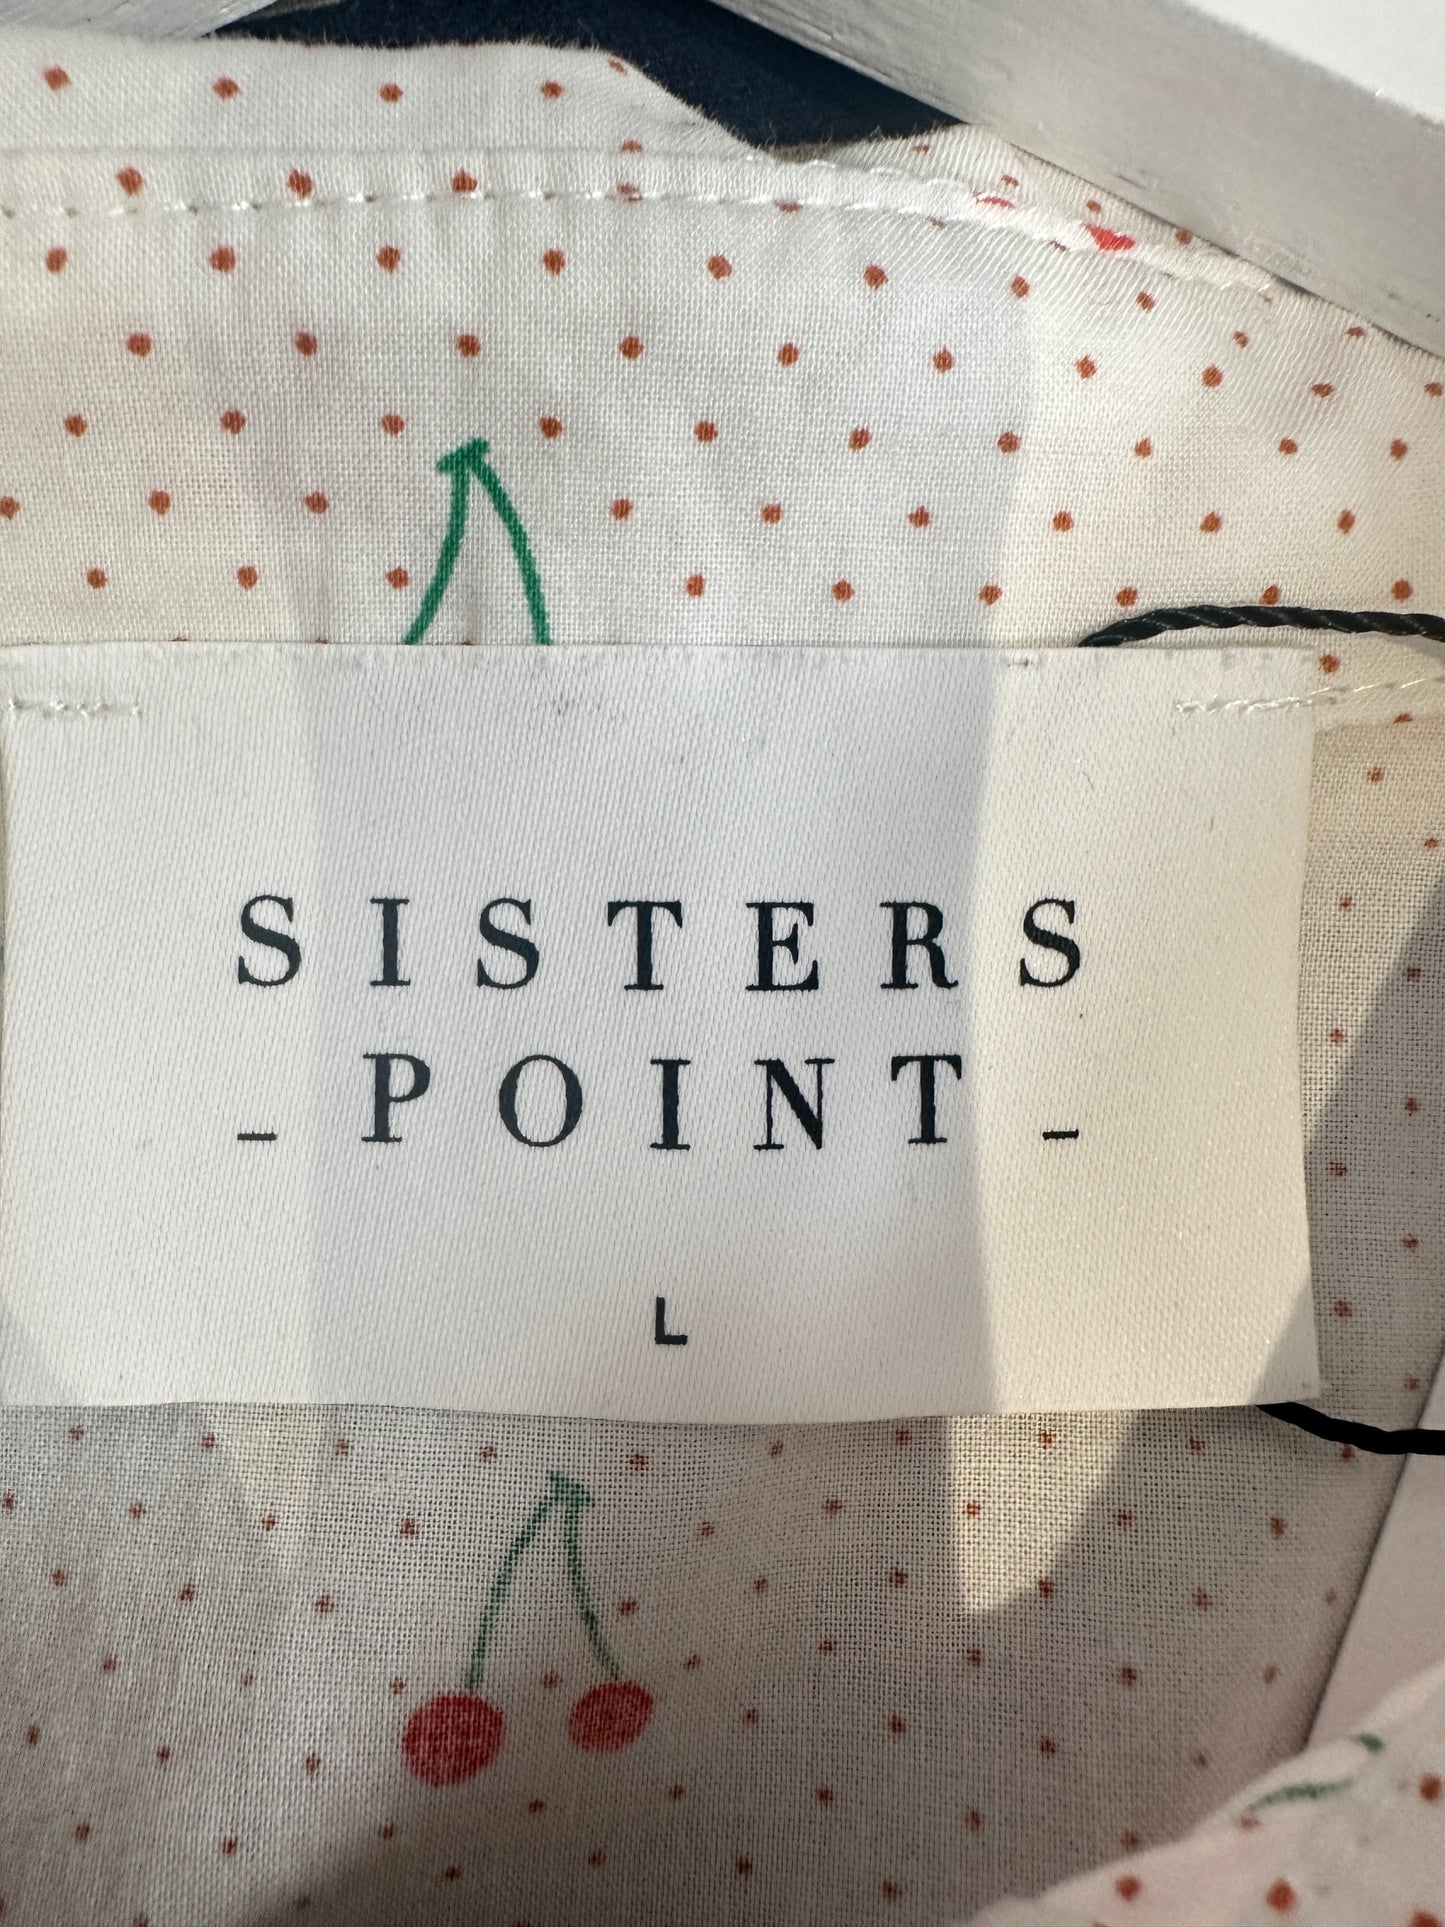 SISTERS
- POINT -
L